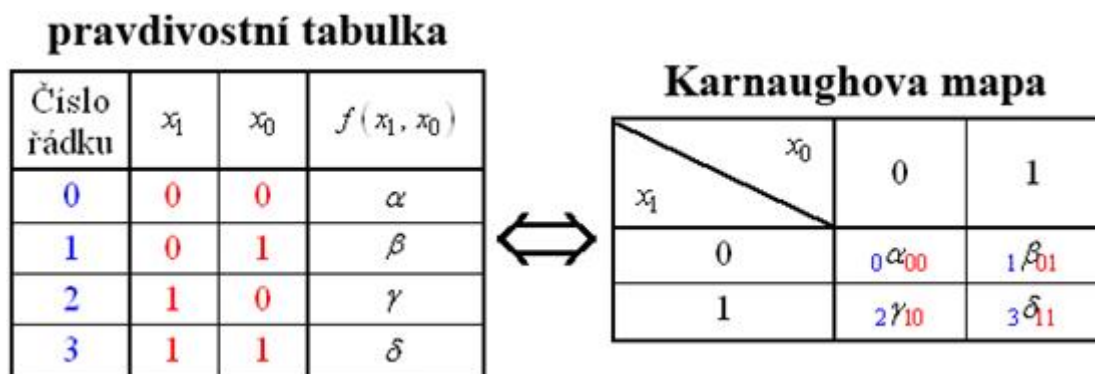 pravdivostní tabulka
Číslo řádku x₁ x₀ f(x₁, x₀)
0 0 0 α
1 0 1 β
2 1 0 γ
3 1 1 δ
Karnaughova mapa
x₀ 0 1
x₁
0 ₀α₀₀ ₁β₀₁
1 ₂γ₁₀ ₃δ₁₁